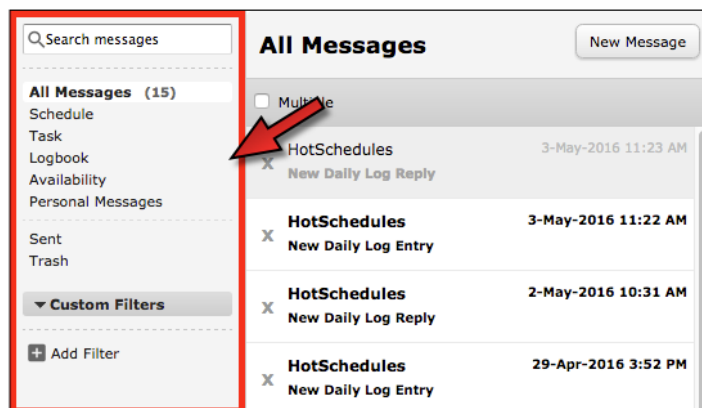 Search messages
All Messages (15)
Schedule
Task
Logbook
Availability
Personal Messages
Sent
Trash
Custom Filters
Add Filter
All Messages
New Message
HotSchedules
3-May-2016 11:23 AM
X
New Daily Log Reply
HotSchedules
3-May-2016 11:22 AM
X
New Daily Log Entry
HotSchedules
2-May-2016 10:31 AM
X
New Daily Log Reply
HotSchedules
29-Apr-2016 3:52 PM
X
New Daily Log Entry